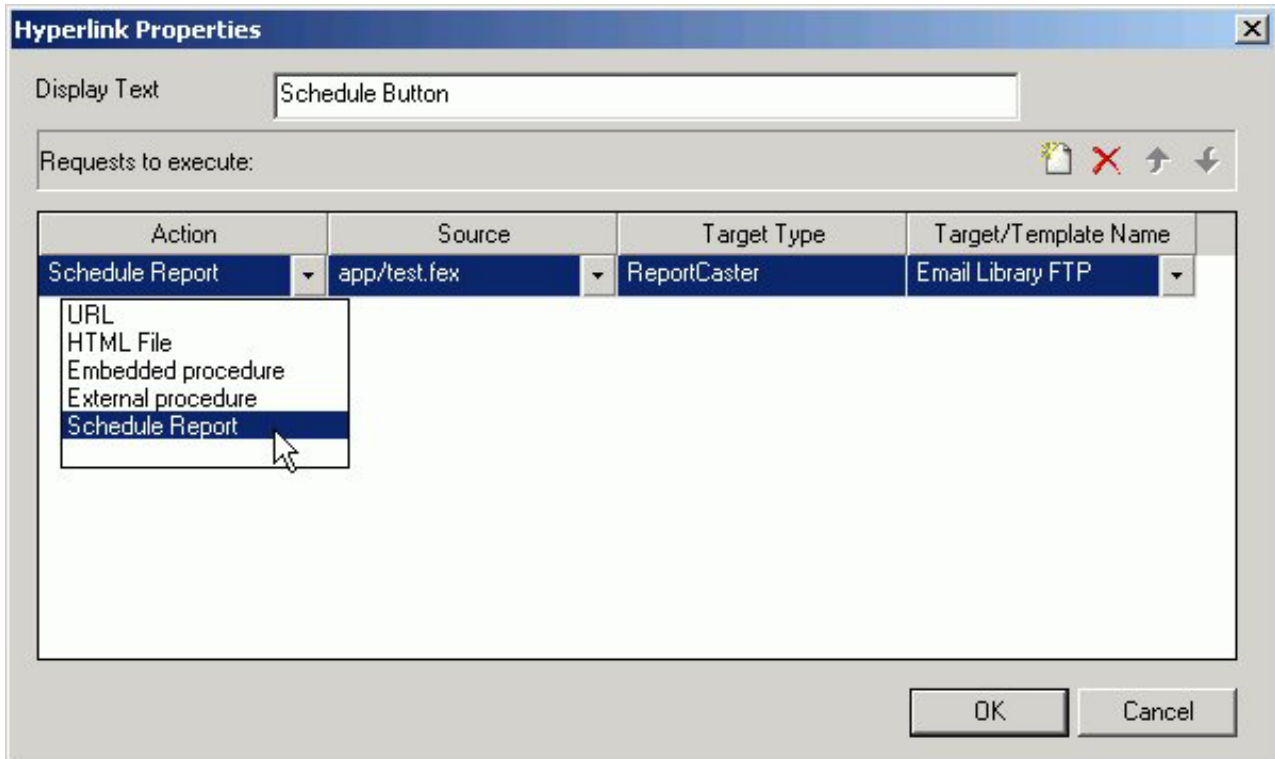 Hyperlink Properties
Display Text Schedule Button
Requests to execute:
Action Source Target Type Target/Template Name
Schedule Report app/test.fex ReportCaster Email Library FTP
URL
HTML File
Embedded procedure
External procedure
Schedule Report
OK Cancel